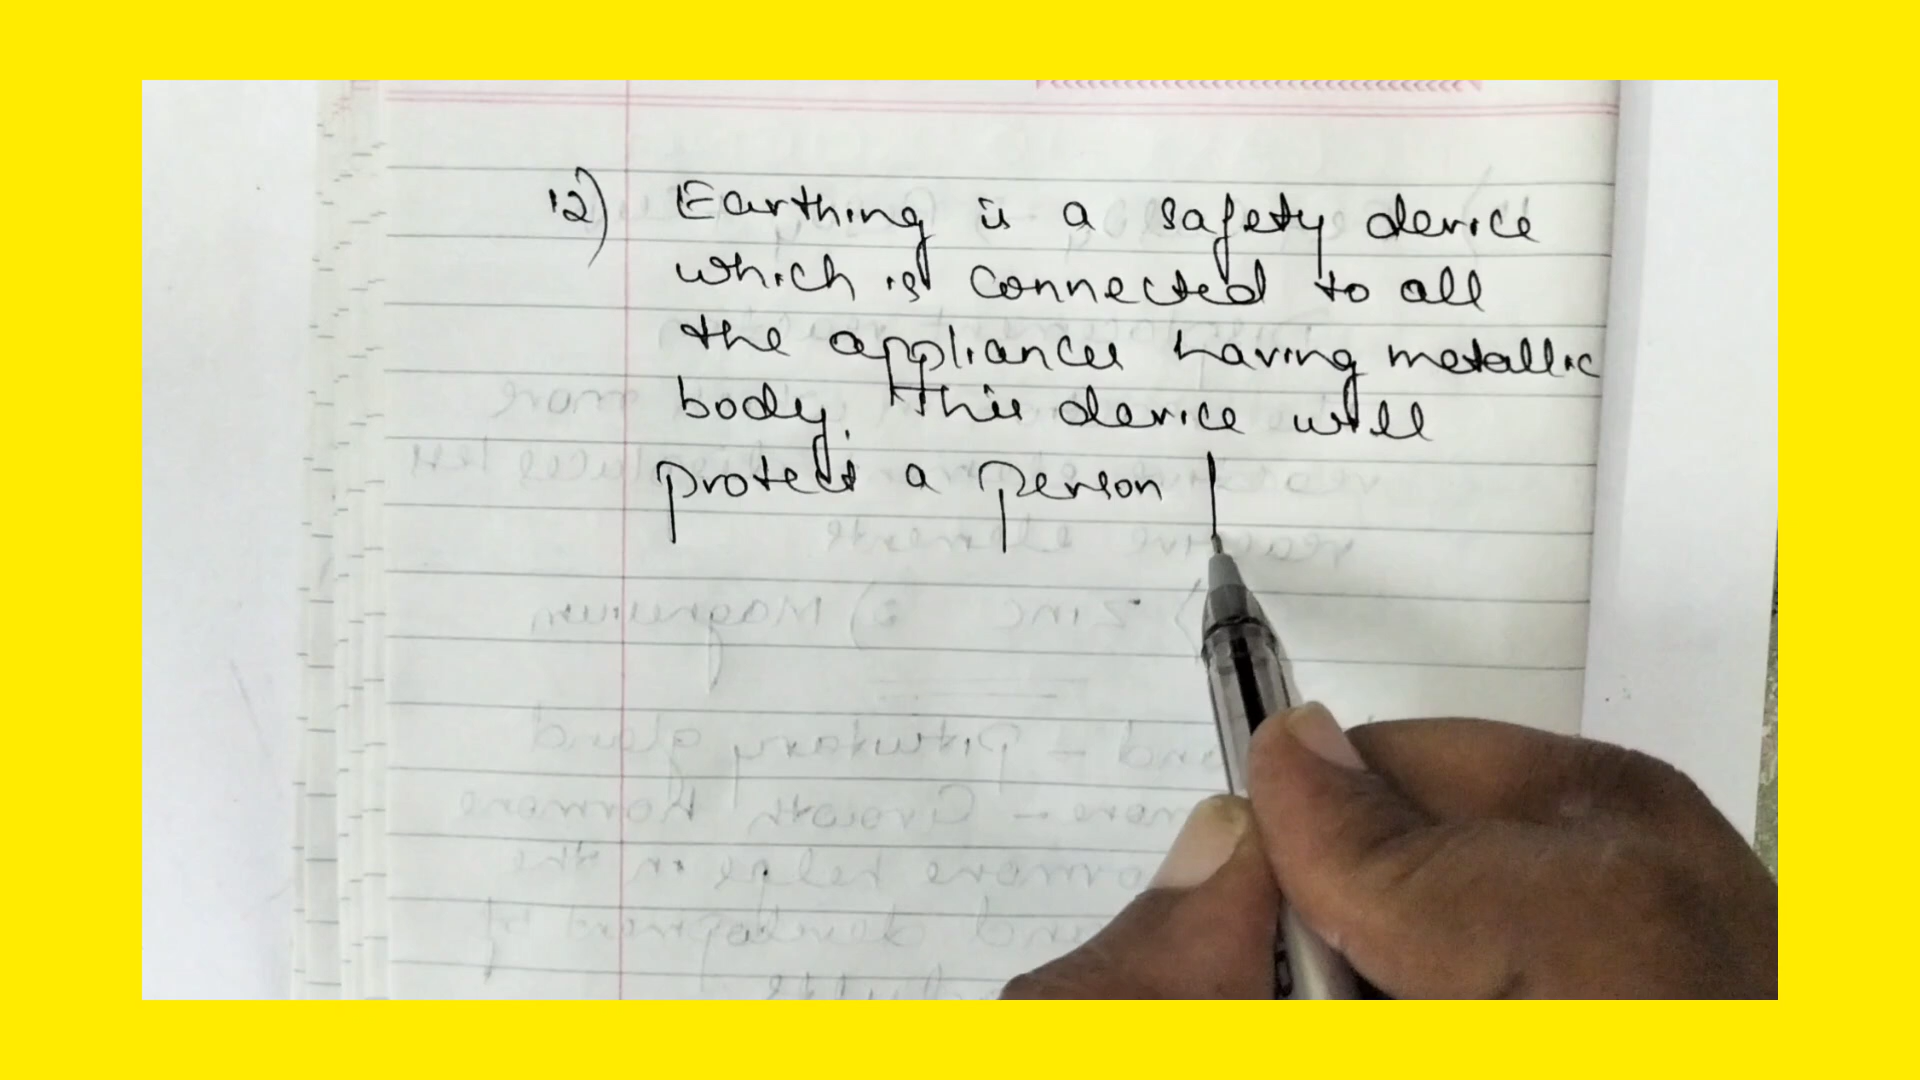 12) Earthing is a safety device
which is connected to all
the appliances having metallic
body. This device will
protect a person